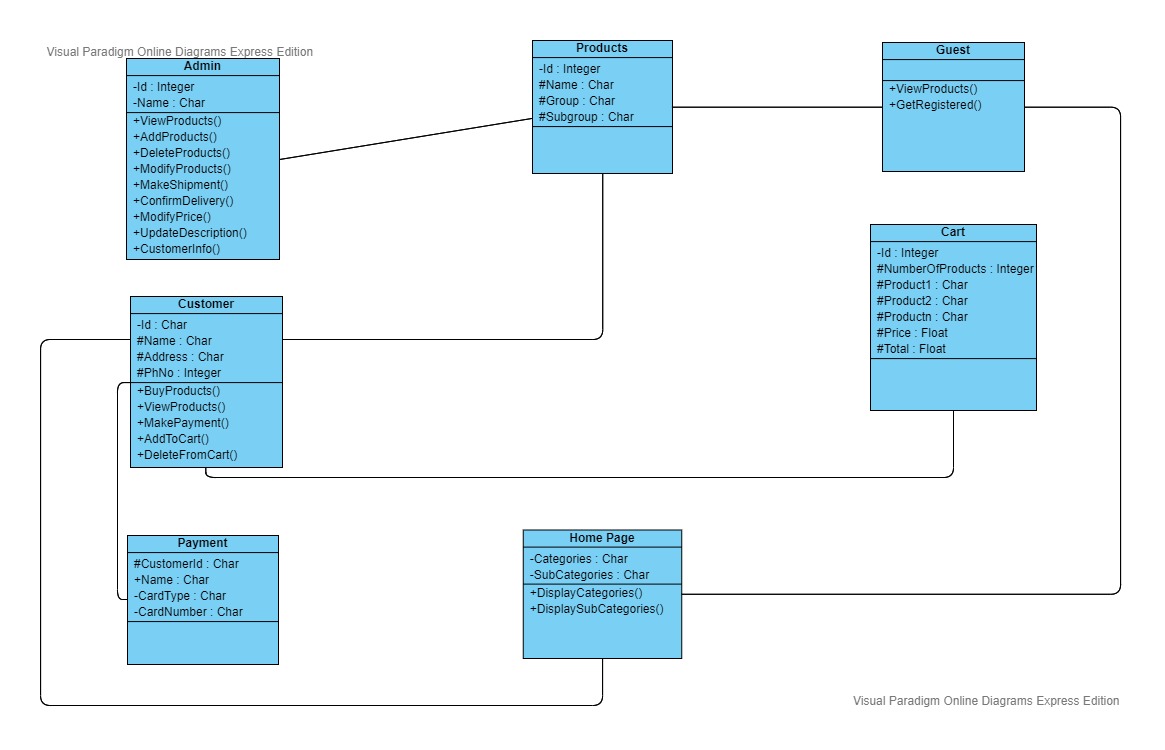 Visual Paradigm Online Diagrams Express Edition
Admin
-Id : Integer
-Name : Char
+ViewProducts()
+AddProducts()
+DeleteProducts()
+ModifyProducts()
+MakeShipment()
+ConfirmDelivery()
+ModifyPrice()
+UpdateDescription()
+CustomerInfo()
Products
-Id : Integer
#Name : Char
#Group : Char
#Subgroup : Char
Guest
+ViewProducts()
+GetRegistered()
Cart
-Id : Integer
#NumberOfProducts : Integer
#Product1 : Char
#Product2 : Char
#Productn : Char
#Price : Float
#Total : Float
Customer
-Id : Char
#Name : Char
#Address : Char
#PhNo : Integer
+BuyProducts()
+ViewProducts()
+MakePayment()
+AddToCart()
+DeleteFromCart()
Payment
#CustomerId : Char
+Name : Char
-CardType : Char
-CardNumber : Char
Home Page
-Categories : Char
-SubCategories : Char
+DisplayCategories()
+DisplaySubCategories()
Visual Paradigm Online Diagrams Express Edition